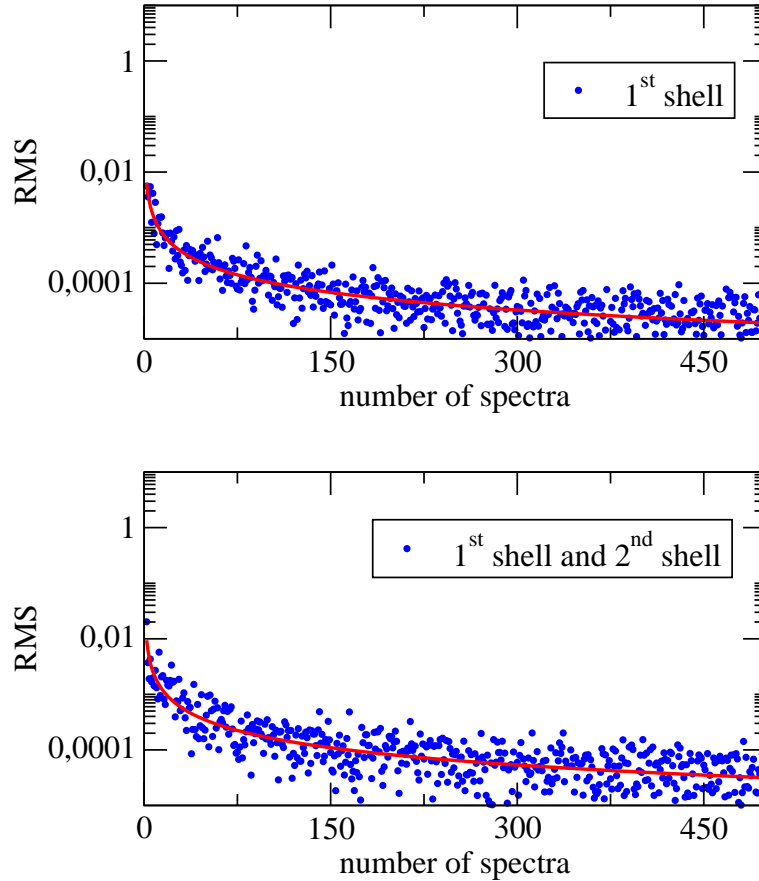 1
1st shell
RMS
0,01
0,0001
0 150 300 450
number of spectra
1
1st shell and 2nd shell
RMS
0,01
0,0001
0 150 300 450
number of spectra